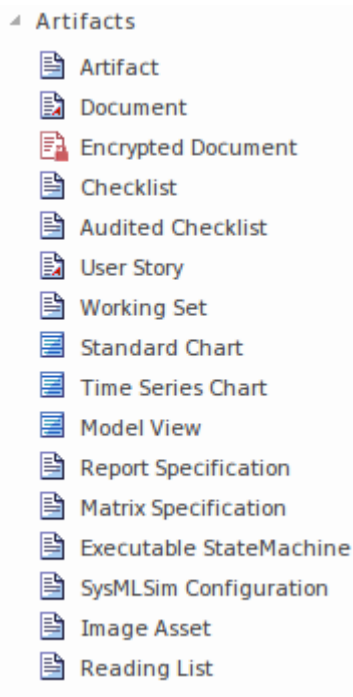 Artifacts
Artifact
Document
Encrypted Document
Checklist
Audited Checklist
User Story
Working Set
Standard Chart
Time Series Chart
Model View
Report Specification
Matrix Specification
Executable StateMachine
SysMLSim Configuration
Image Asset
Reading List